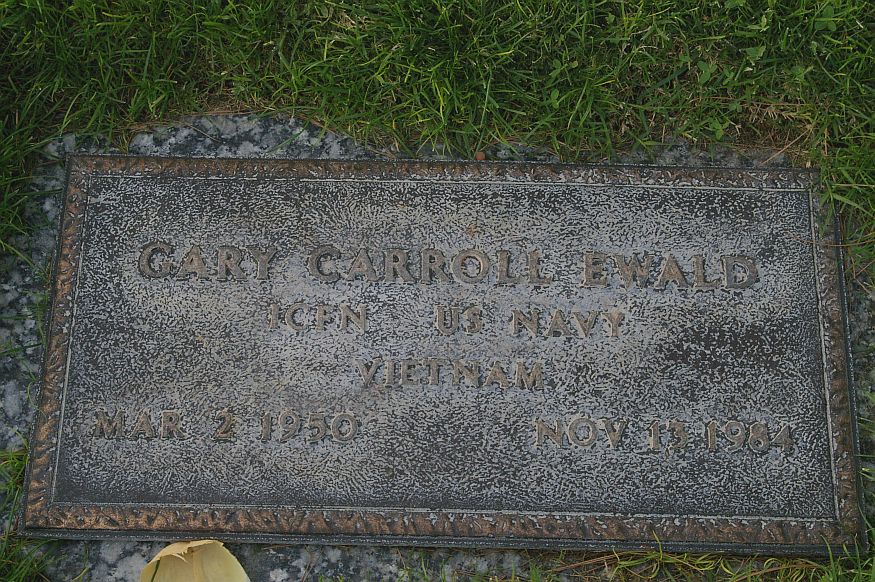 GARY CARROLL EWALD
ICFN US NAVY
VIETNAM
MAR 2 1950 NOV 13 1984